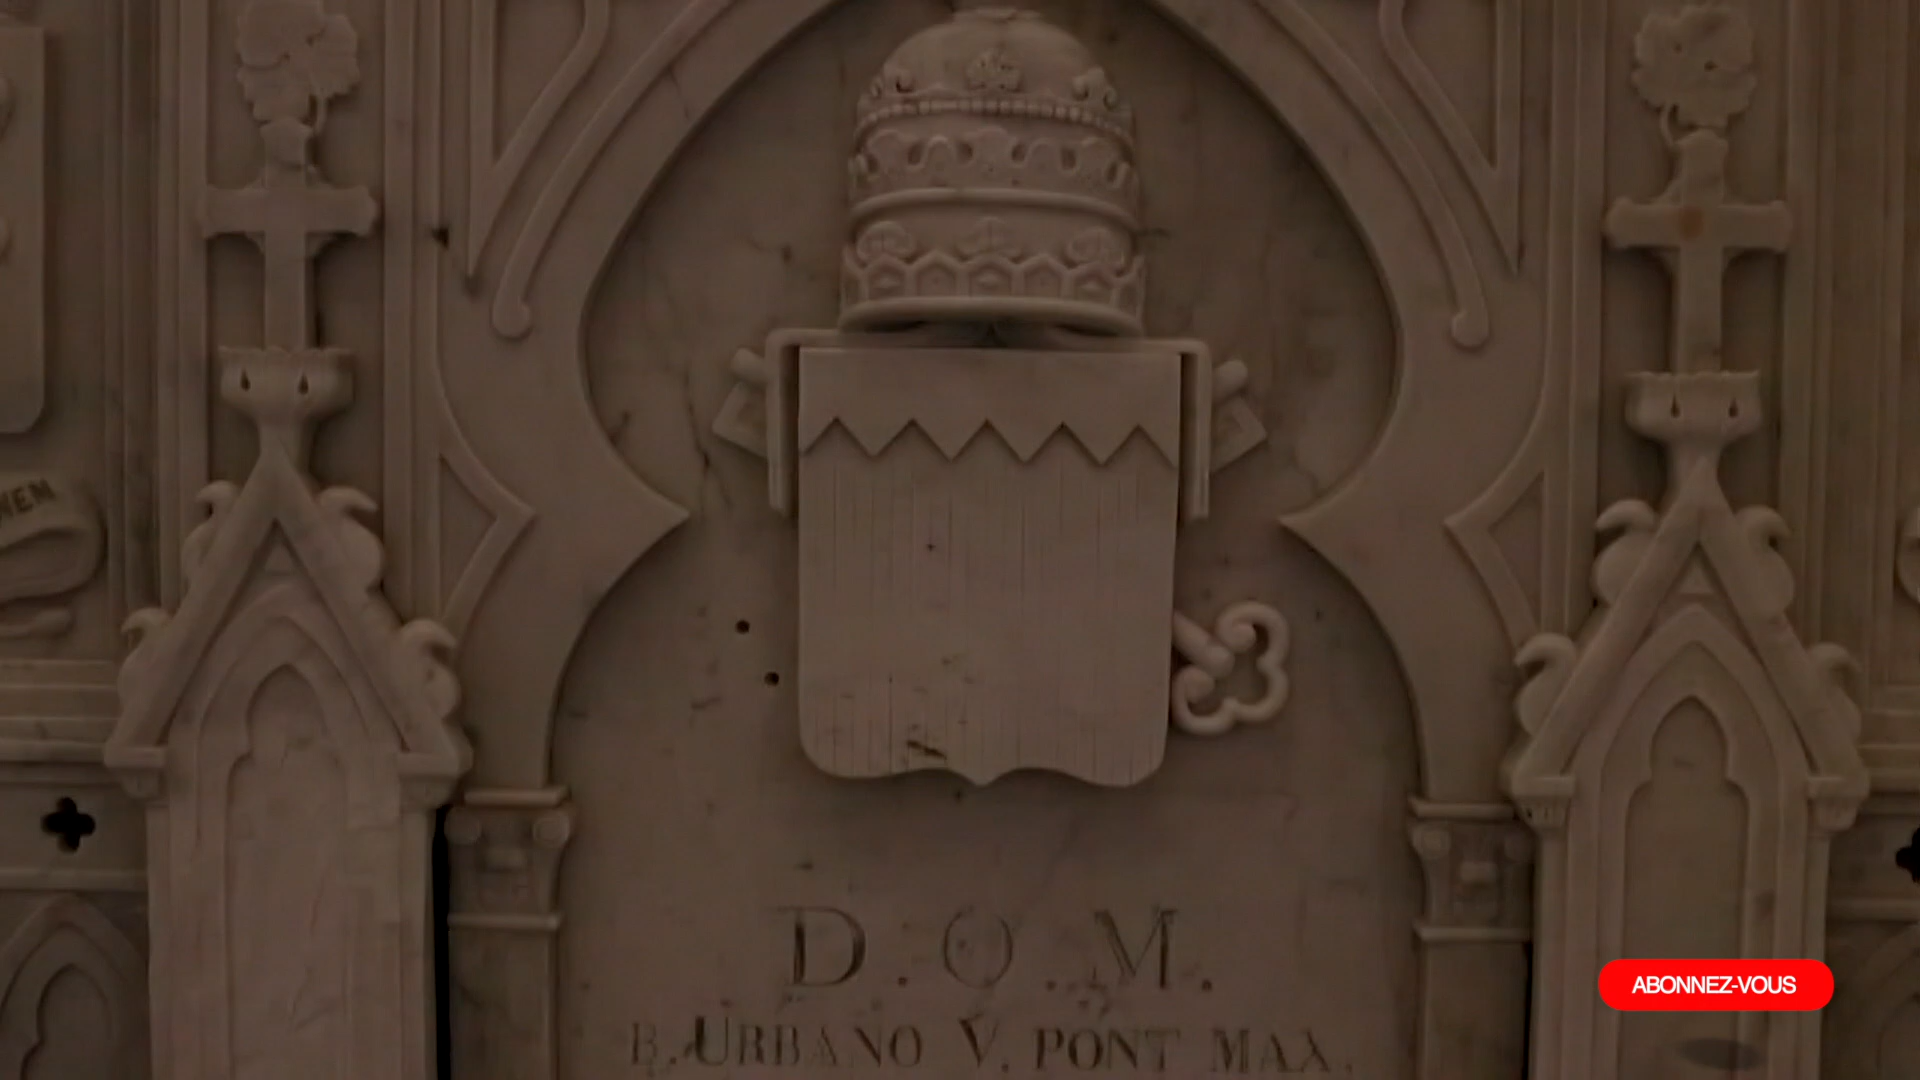 D.O.M.
B. URBANO V. PONT MAX.
ABONNEZ-VOUS